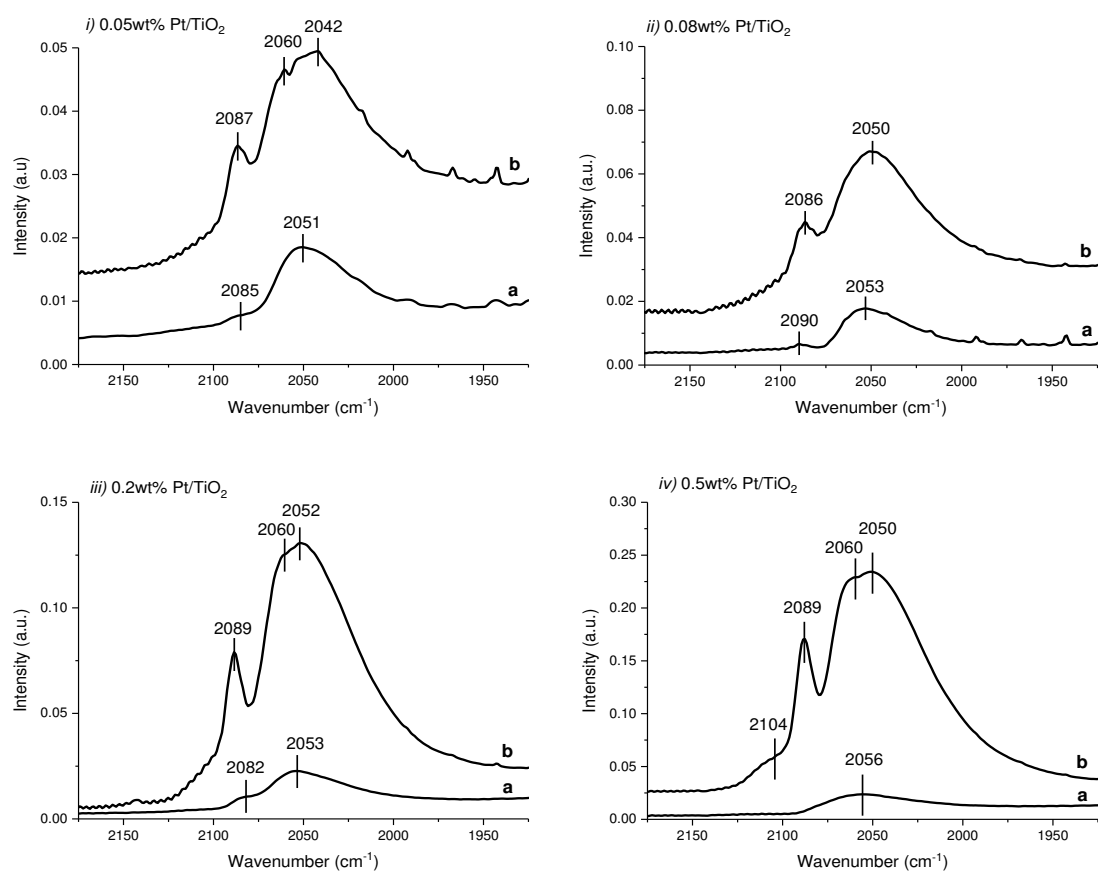 i) 0.05wt% Pt/TiO2
2042
2060
0.05
0.04
2087
0.03
b
2051
0.02
2085
a
0.01
0.00
2150 2100 2050 2000 1950
Intensity (a.u)
Wavenumber (cm-1)
ii) 0.08wt% Pt/TiO2
0.10
0.08
2050
0.06
2086
0.04
b
2053
0.02
2090
a
0.00
2150 2100 2050 2000 1950
Intensity (a.u.)
Wavenumber (cm-1)
iii) 0.2wt% Pt/TiO2
0.15
2052
2060
0.10
2089
0.05
2053
b
2082
a
0.00
2150 2100 2050 2000 1950
Intensity (a.u.)
Wavenumber (cm-1)
iv) 0.5wt% Pt/TiO2
0.30
2050
2060
0.25
0.20
2089
0.15
0.10
2104
2056
b
0.05
a
0.00
2150 2100 2050 2000 1950
Intensity (a.u.)
Wavenumber (cm-1)